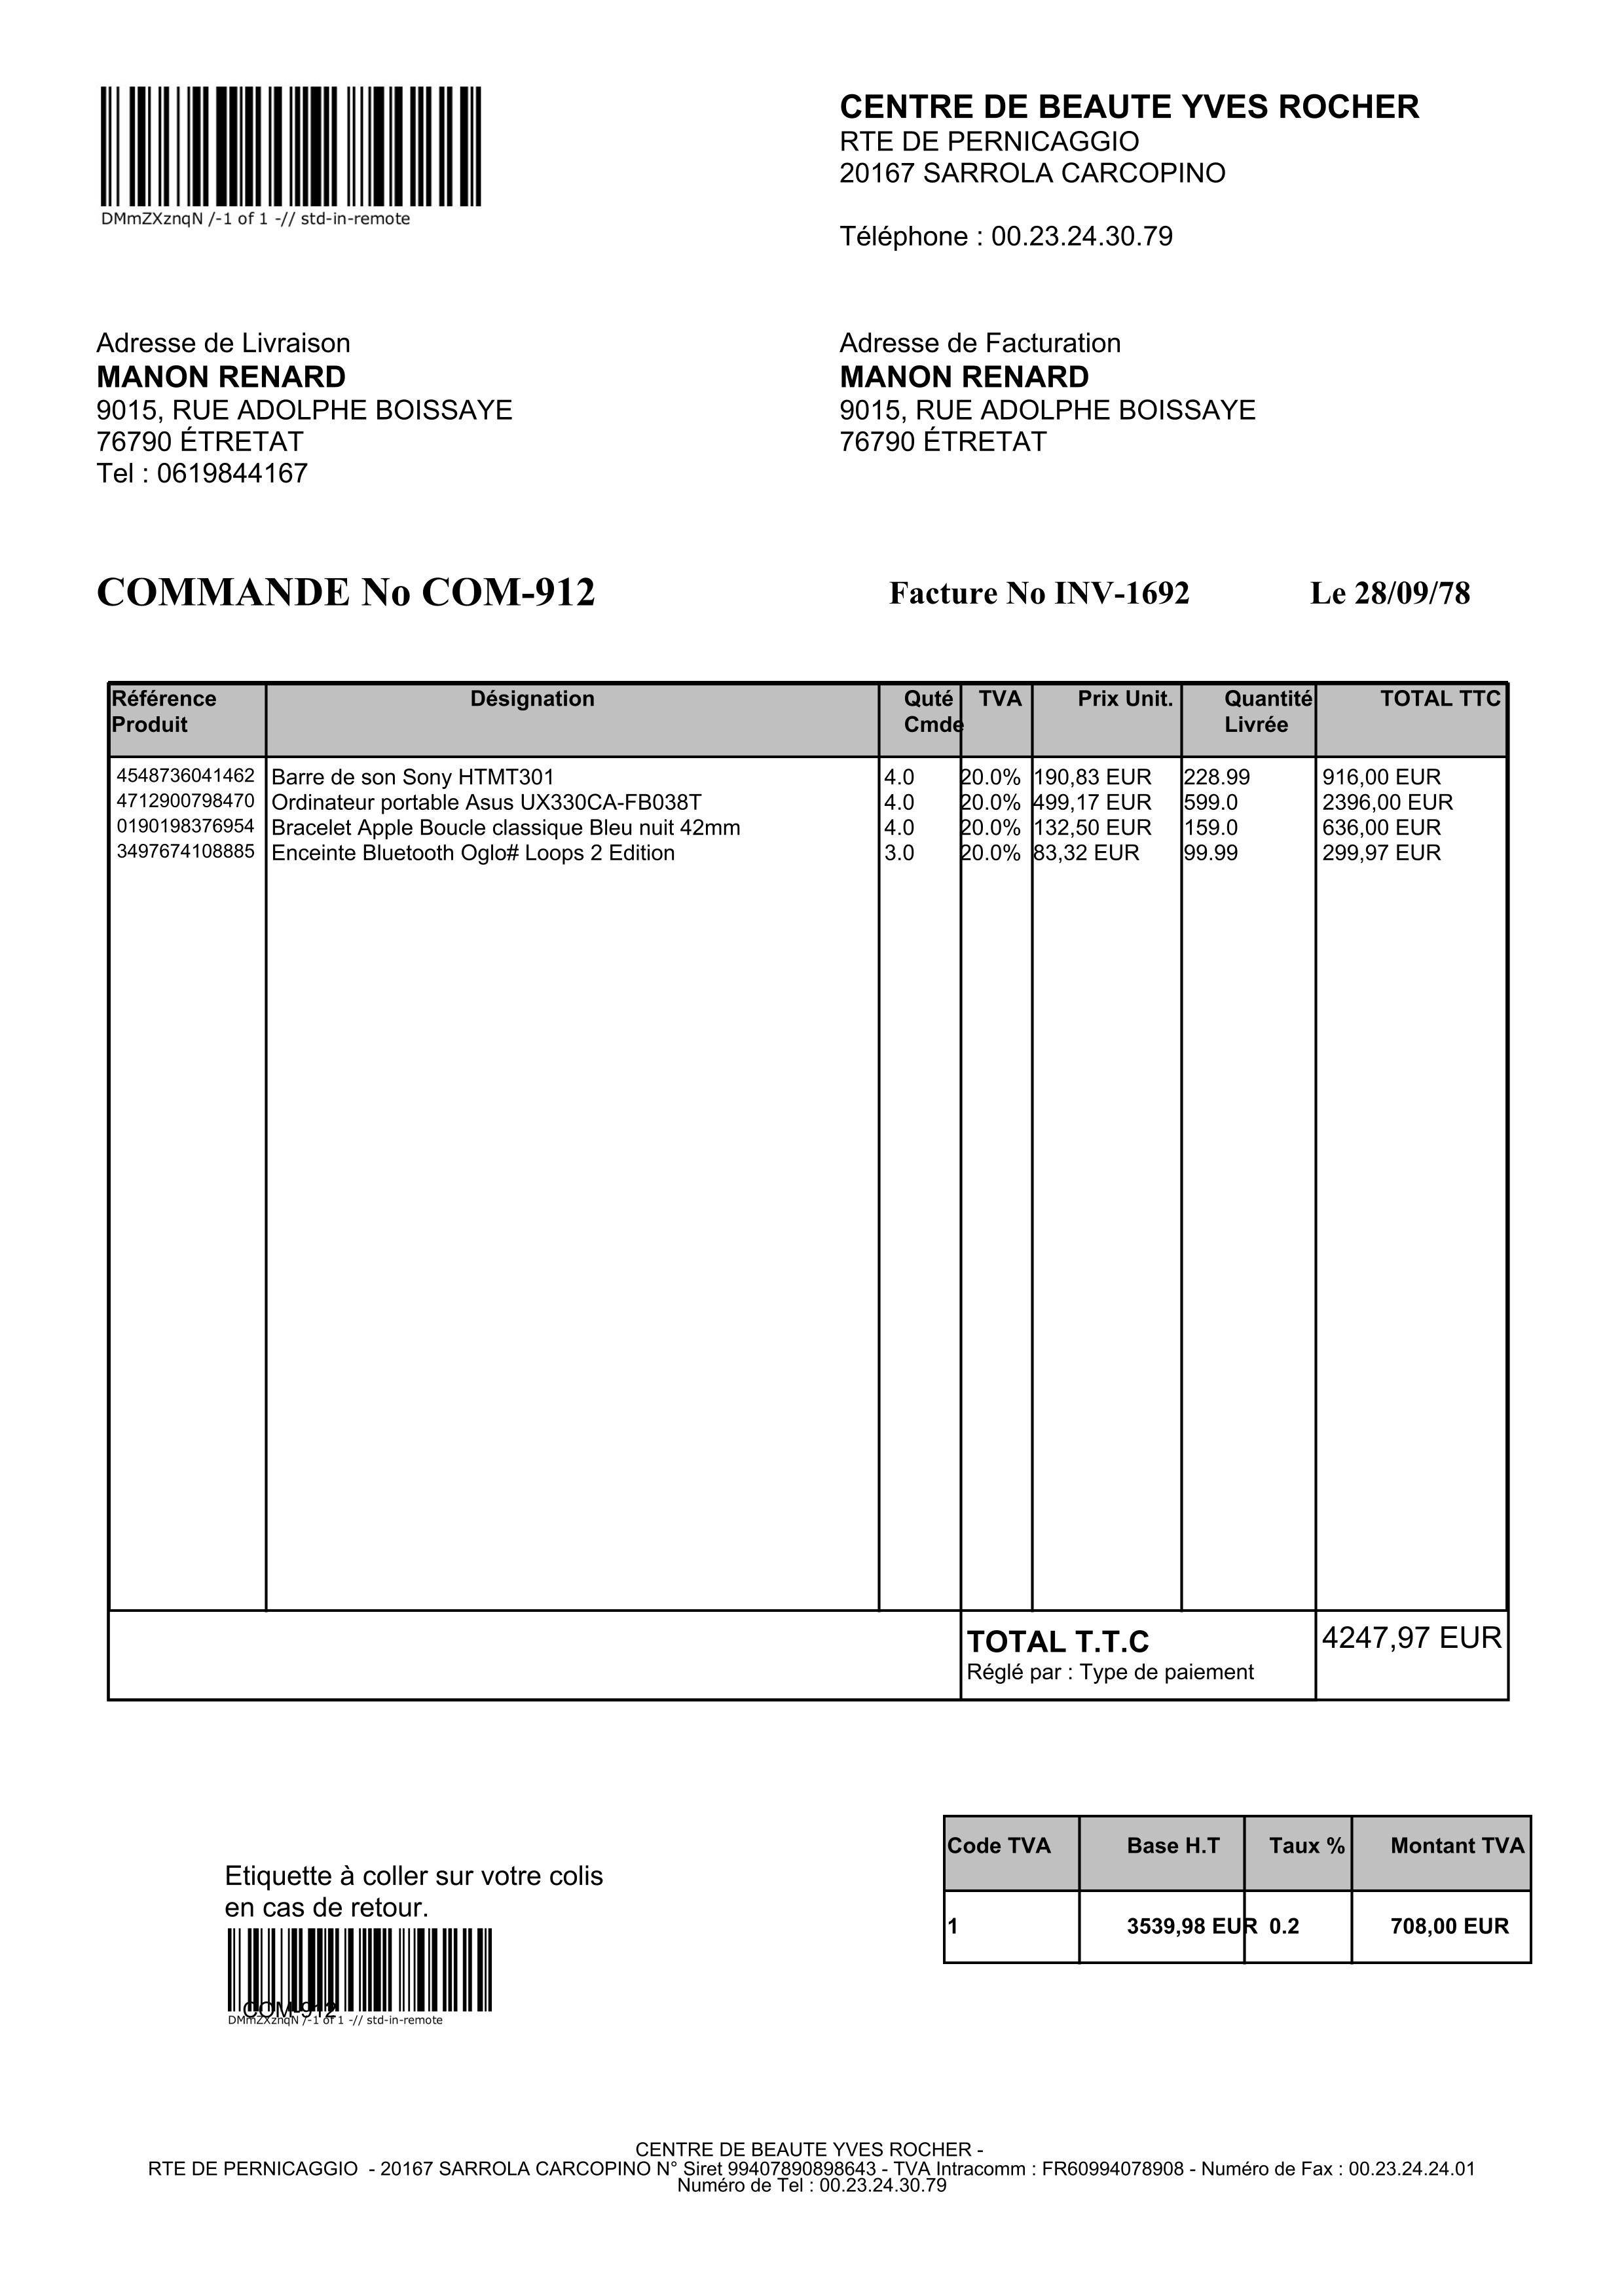 DMmZXznqN /-1 of 1 -// std-in-remote
CENTRE DE BEAUTE YVES ROCHER
RTE DE PERNICAGGIO
20167 SARROLA CARCOPINO
Téléphone : 00.23.24.30.79
Adresse de Livraison
MANON RENARD
9015, RUE ADOLPHE BOISSAYE
76790 ÉTRETAT
Tel : 0619844167
Adresse de Facturation
MANON RENARD
9015, RUE ADOLPHE BOISSAYE
76790 ÉTRETAT
COMMANDE No COM-912 Facture No INV-1692 Le 28/09/78
Référence Produit Désignation Quté Cmde TVA Prix Unit. Quantité Livrée TOTAL TTC
4548736041462 Barre de son Sony HTMT301 4.0 20.0% 190,83 EUR 228.99 916,00 EUR
4712900798470 Ordinateur portable Asus UX330CA-FB038T 4.0 20.0% 499,17 EUR 599.0 2396,00 EUR
0190198376954 Bracelet Apple Boucle classique Bleu nuit 42mm 4.0 20.0% 132,50 EUR 159.0 636,00 EUR
3497674108885 Enceinte Bluetooth Oglo# Loops 2 Edition 3.0 20.0% 83,32 EUR 99.99 299,97 EUR
TOTAL T.T.C 4247,97 EUR
Réglé par : Type de paiement
Code TVA Base H.T Taux % Montant TVA
1 3539,98 EUR 0.2 708,00 EUR
Etiquette à coller sur votre colis
en cas de retour.
COM-912
DMmZXznqN /-1 of 1 -// std-in-remote
CENTRE DE BEAUTE YVES ROCHER -
RTE DE PERNICAGGIO - 20167 SARROLA CARCOPINO N° Siret 99407890898643 - TVA Intracomm : FR60994078908 - Numéro de Fax : 00.23.24.24.01
Numéro de Tel : 00.23.24.30.79